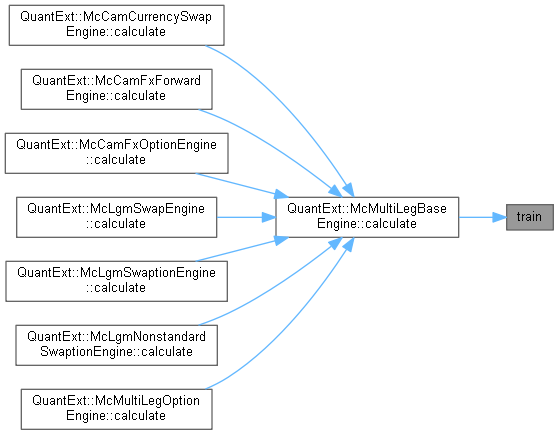 QuantExt::McCamCurrencySwap
Engine::calculate
QuantExt::McCamFxForward
Engine::calculate
QuantExt::McCamFxOptionEngine
::calculate
QuantExt::McLgmSwapEngine
::calculate
QuantExt::McLgmSwaptionEngine
::calculate
QuantExt::McLgmNonstandard
SwaptionEngine::calculate
QuantExt::McMultiLegOption
Engine::calculate
QuantExt::McMultiLegBase
Engine::calculate
train